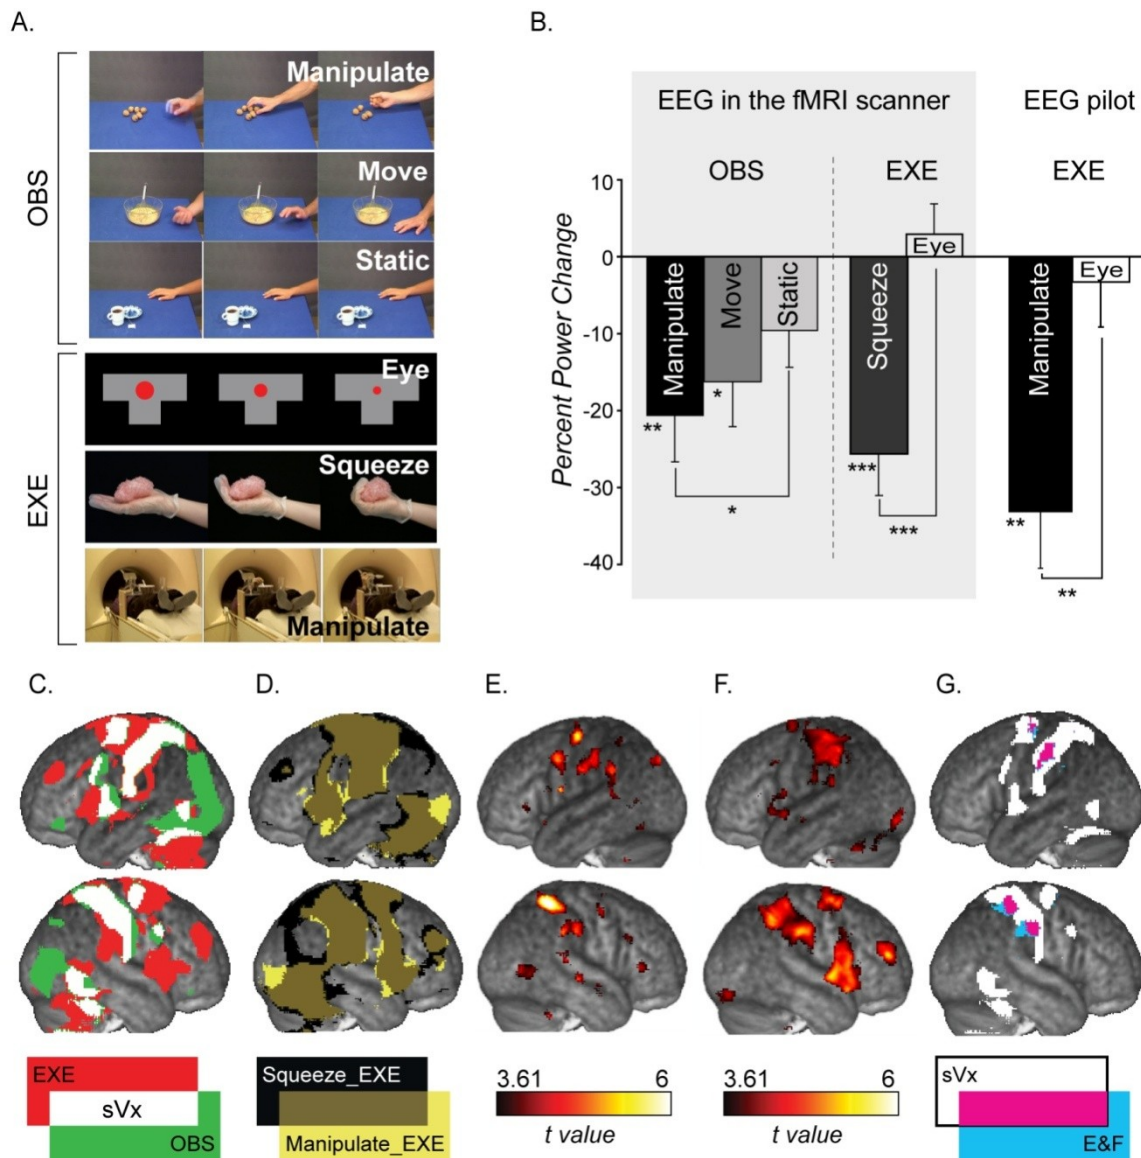 A.
OBS
Manipulate
Move
Static
EXE
Eye
Squeeze
Manipulate
B.
EEG in the fMRI scanner
EEG pilot
OBS
EXE
EXE
Percent Power Change
10
0
-10
-20
-30
-40
Manipulate
Move
Static
Squeeze
Eye
Manipulate
Eye
**
*
*
***
***
**
**
C.
D.
E.
F.
G.
EXE
sVx
OBS
Squeeze_EXE
Manipulate_EXE
3.61 6
t value
3.61 6
t value
sVx
E&F